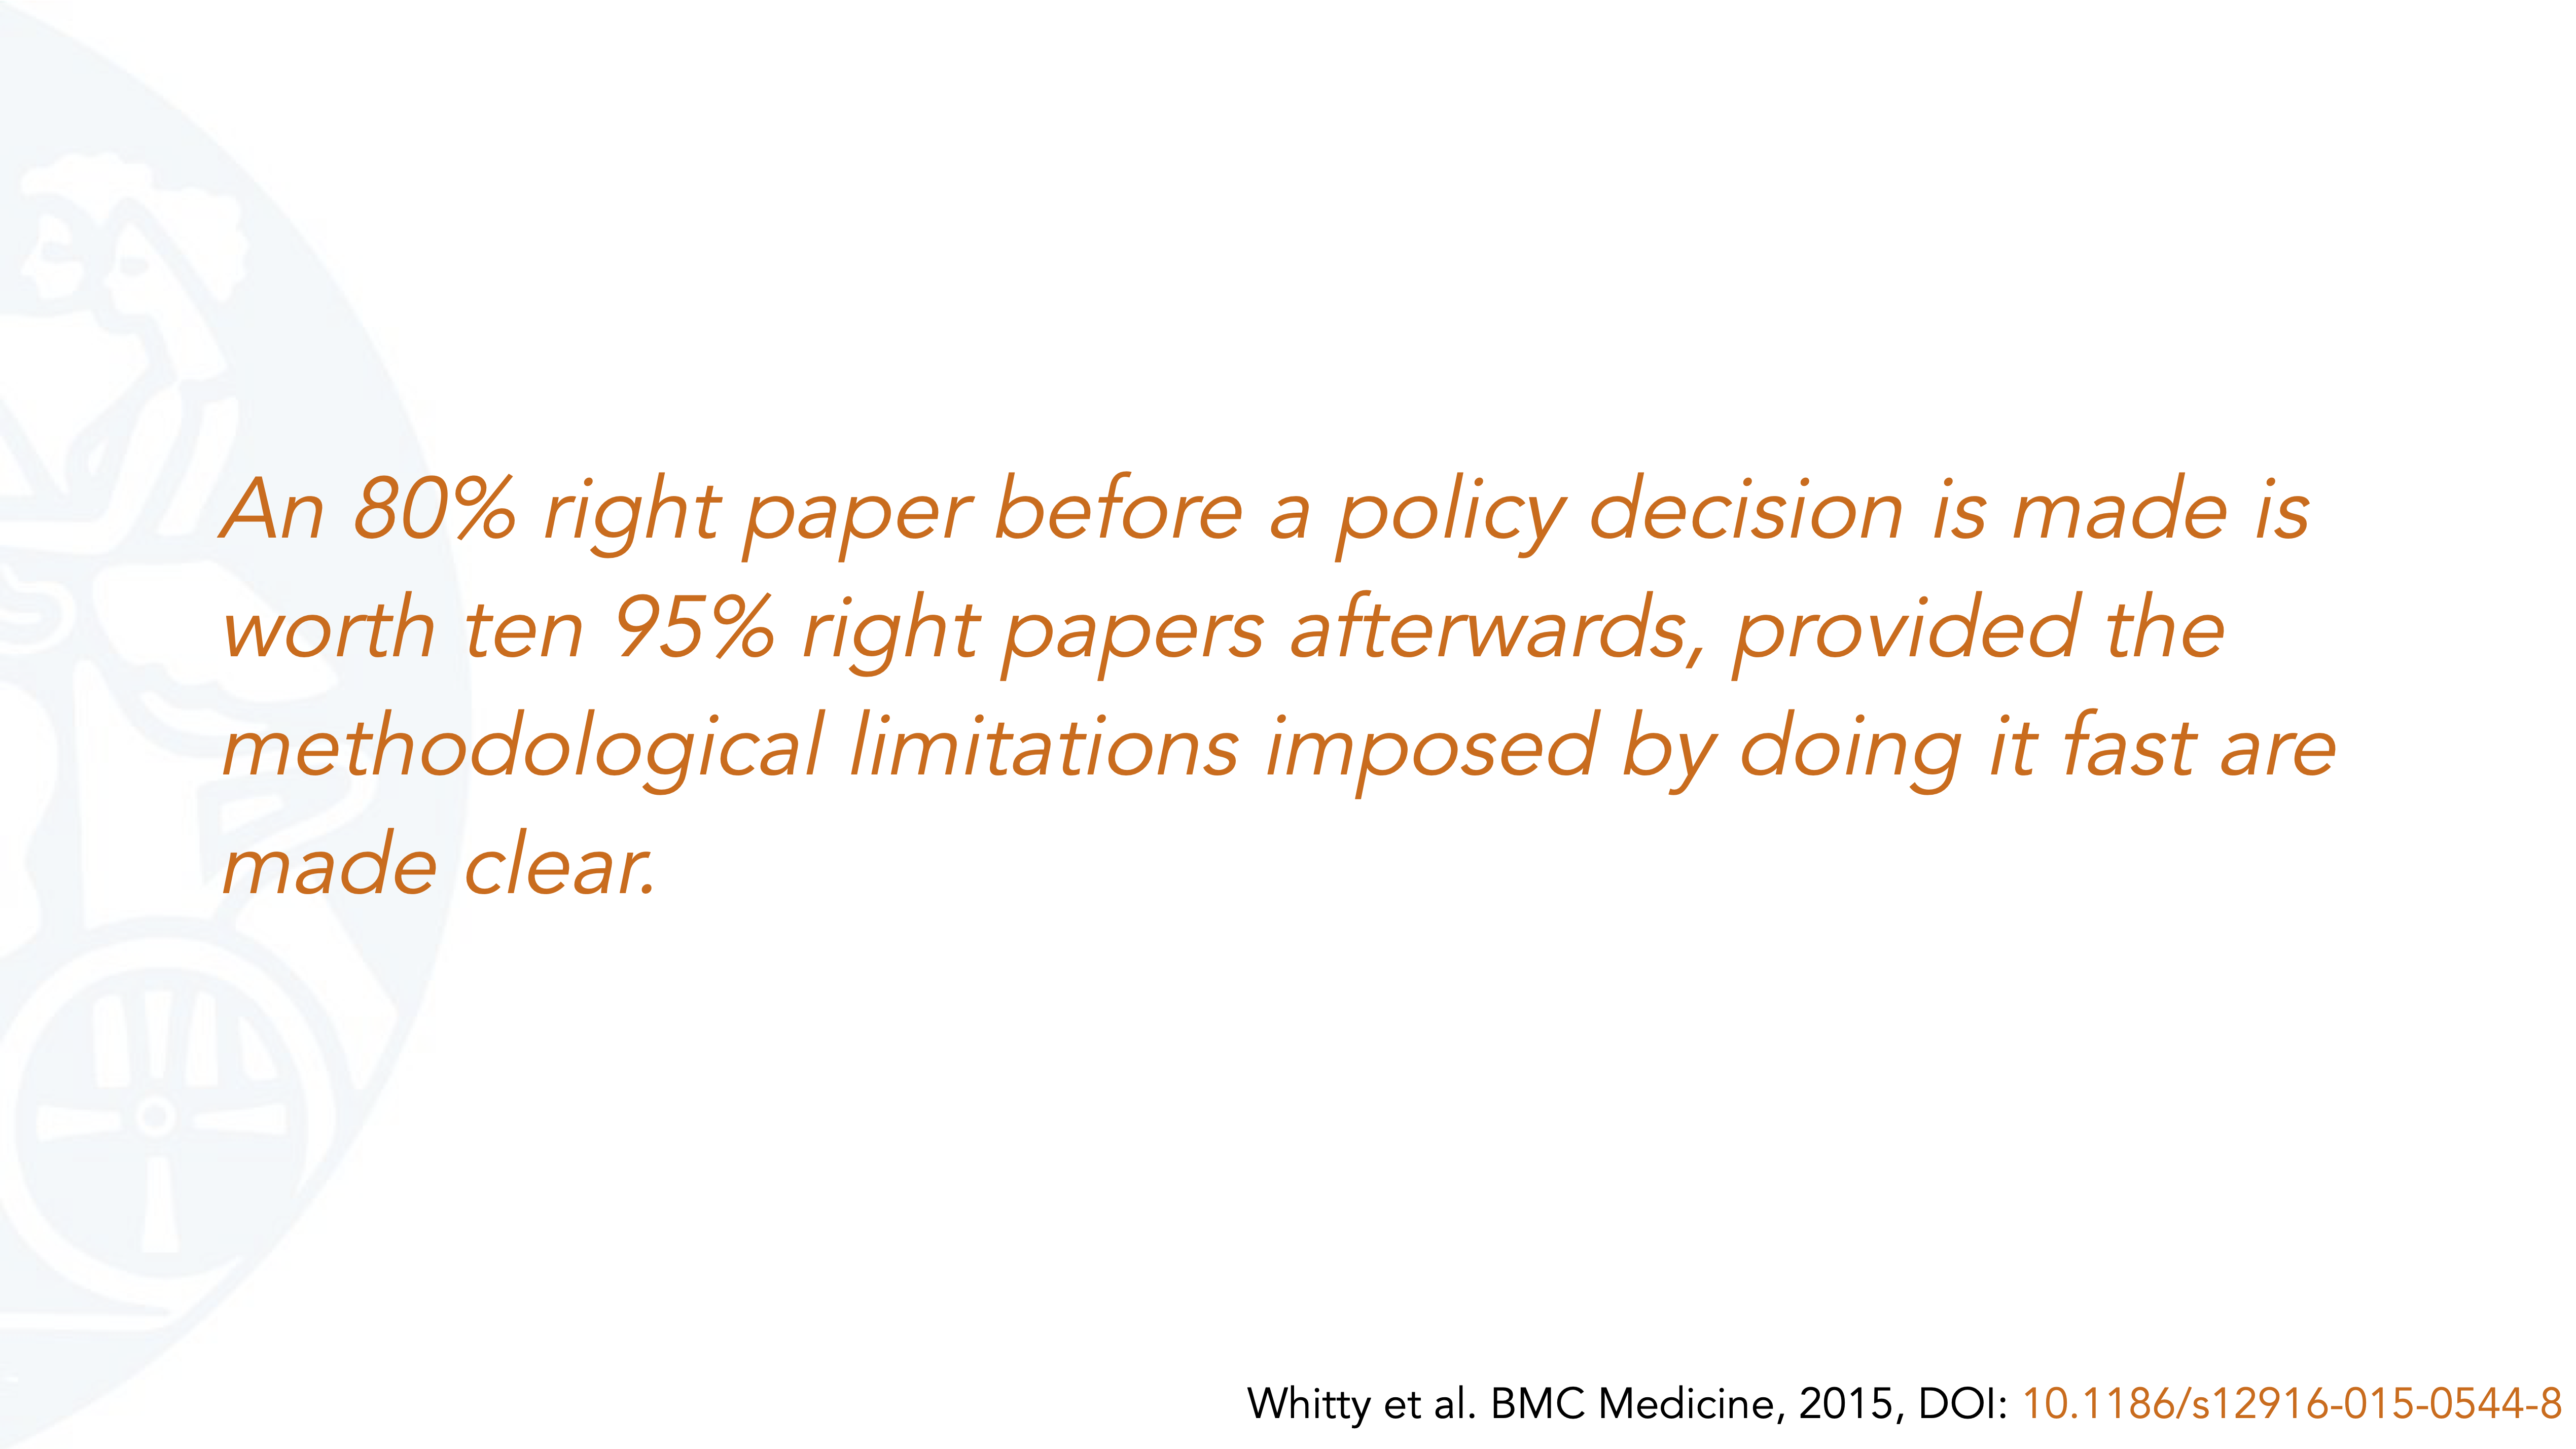 An 80% right paper before a policy decision is made is
worth ten 95% right papers afterwards, provided the
methodological limitations imposed by doing it fast are
made clear.
Whitty et al. BMC Medicine, 2015, DOI: 10.1186/s12916-015-0544-8